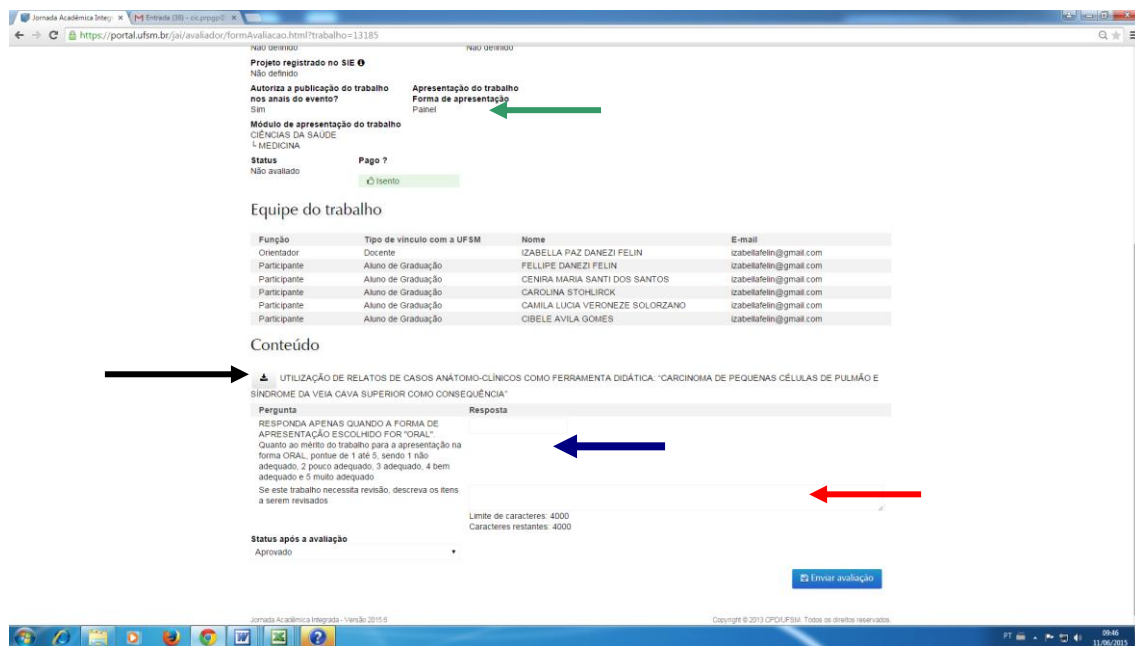 Jornada Acadêmica Integr
Entrada (38) - cic.prpgp@
https://portal.ufsm.br/jai/avaliador/formAvaliacao.html?trabalho=13185
Não definido Não definido
Projeto registrado no SIE
Não definido
Autoriza a publicação do trabalho Apresentação do trabalho
nos anais do evento? Forma de apresentação
Sim Painel
Módulo de apresentação do trabalho
CIÊNCIAS DA SAÚDE
└ MEDICINA
Status Pago ?
Não avaliado
Isento
Equipe do trabalho
Função Tipo de vínculo com a UFSM Nome E-mail
Orientador Docente IZABELLA PAZ DANEZI FELIN izabellafelin@gmail.com
Participante Aluno de Graduação FELLIPE DANEZI FELIN izabellafelin@gmail.com
Participante Aluno de Graduação CENIRA MARIA SANTI DOS SANTOS izabellafelin@gmail.com
Participante Aluno de Graduação CAROLINA STOHLIRCK izabellafelin@gmail.com
Participante Aluno de Graduação CAMILA LUCIA VERONEZE SOLORZANO izabellafelin@gmail.com
Participante Aluno de Graduação CIBELE AVILA GOMES izabellafelin@gmail.com
Conteúdo
UTILIZAÇÃO DE RELATOS DE CASOS ANÁTOMO-CLÍNICOS COMO FERRAMENTA DIDÁTICA: "CARCINOMA DE PEQUENAS CÉLULAS DE PULMÃO E
SÍNDROME DA VEIA CAVA SUPERIOR COMO CONSEQUÊNCIA"
Pergunta Resposta
RESPONDA APENAS QUANDO A FORMA DE
APRESENTAÇÃO ESCOLHIDO FOR "ORAL".
Quanto ao mérito do trabalho para a apresentação na
forma ORAL, pontue de 1 até 5, sendo 1 não
adequado, 2 pouco adequado, 3 adequado, 4 bem
adequado e 5 muito adequado
Se este trabalho necessita revisão, descreva os itens
a serem revisados
Limite de caracteres: 4000
Caracteres restantes: 4000
Status após a avaliação
Aprovado
Enviar avaliação
Jornada Acadêmica Integrada - Versão 2015.6 Copyright © 2013 CPD/UFSM. Todos os direitos reservados.
PT 09:46
11/06/2015